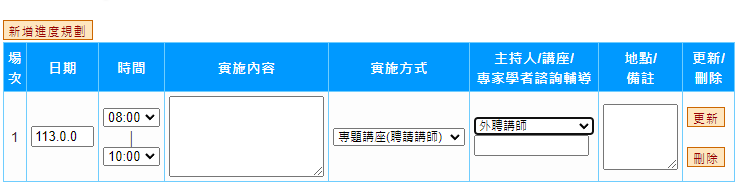 新增進度規劃
場次 日期 時間 實施內容 實施方式 主持人/講座/專家學者諮詢輔導 地點/備註 更新/刪除
1 113.0.0 08:00 | 10:00 專題講座(聘請講師) 外聘講師 更新 刪除